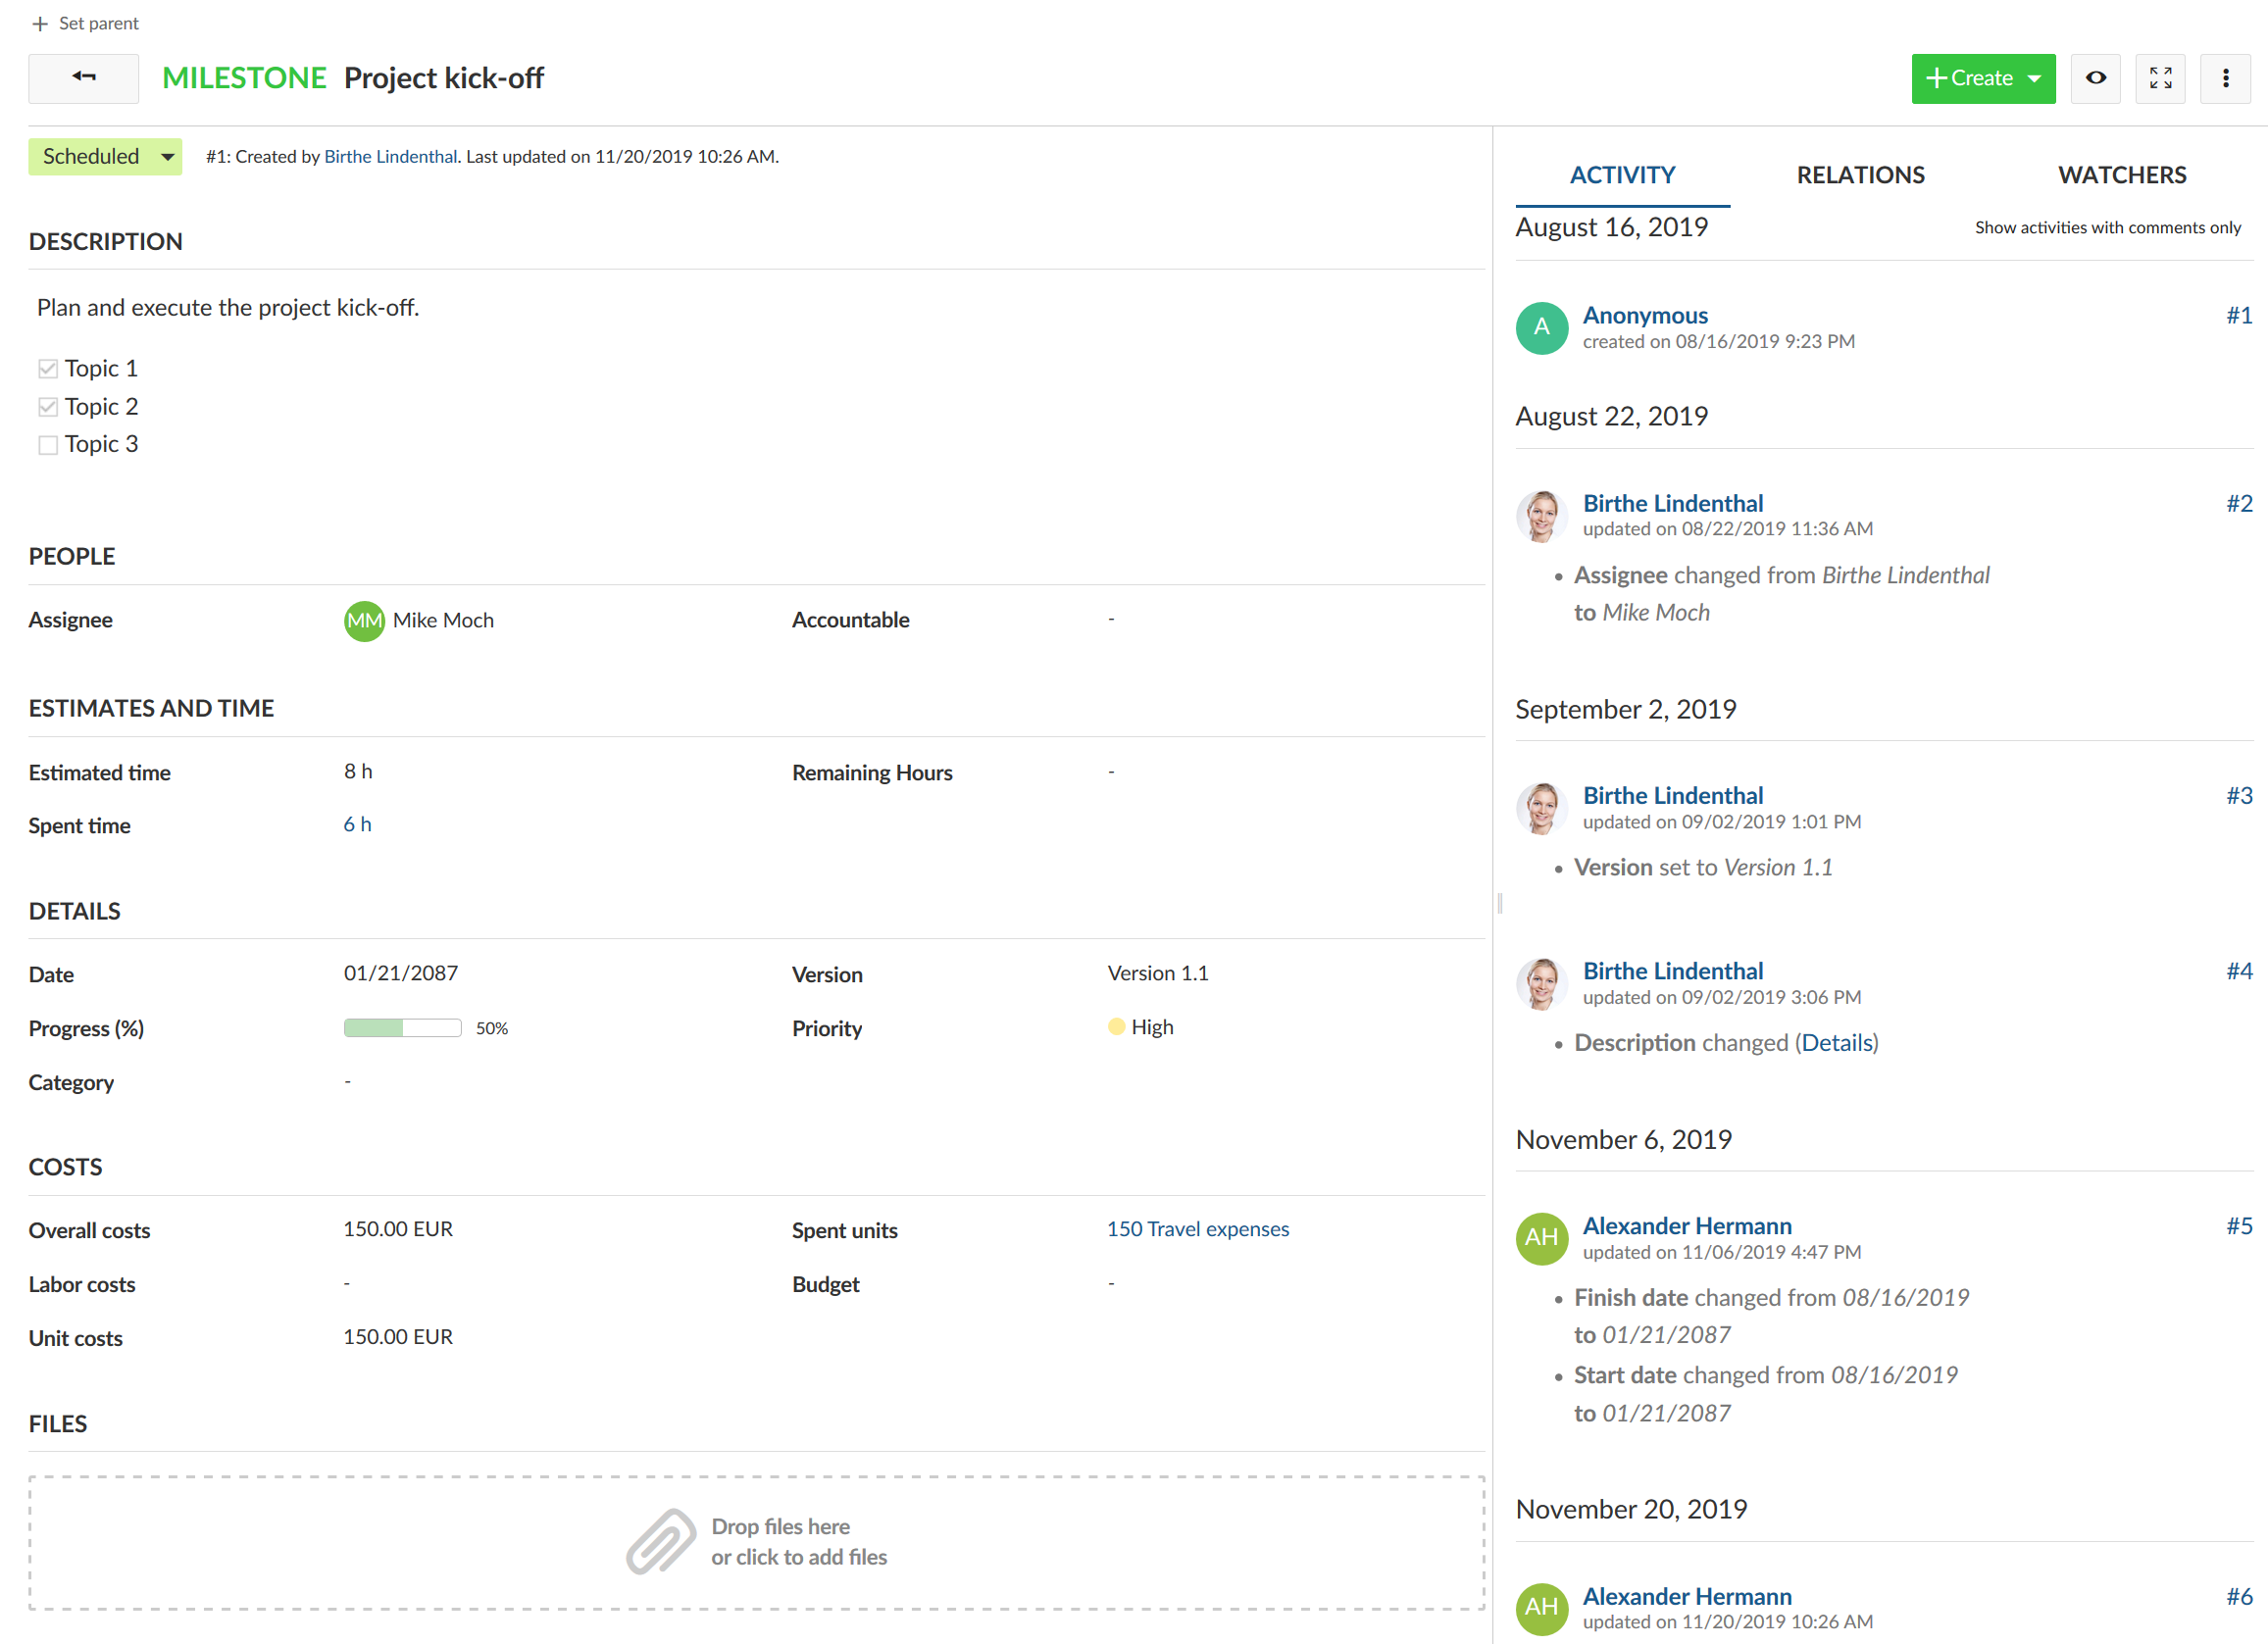 Set parent
MILESTONE Project kick-off
Create
Scheduled
#1: Created by Birthe Lindenthal. Last updated on 11/20/2019 10:26 AM.
DESCRIPTION
Plan and execute the project kick-off.
Topic 1
Topic 2
Topic 3
PEOPLE
Assignee
MM Mike Moch
Accountable
-
ESTIMATES AND TIME
Estimated time
8 h
Remaining Hours
-
Spent time
6 h
DETAILS
Date
01/21/2087
Version
Version 1.1
Progress (%)
50%
Priority
High
Category
-
COSTS
Overall costs
150.00 EUR
Spent units
150 Travel expenses
Labor costs
-
Budget
-
Unit costs
150.00 EUR
FILES
Drop files here
or click to add files
ACTIVITY
RELATIONS
WATCHERS
August 16, 2019
Show activities with comments only
A
Anonymous
#1
created on 08/16/2019 9:23 PM
August 22, 2019
Birthe Lindenthal
#2
updated on 08/22/2019 11:36 AM
• Assignee changed from Birthe Lindenthal
to Mike Moch
September 2, 2019
Birthe Lindenthal
#3
updated on 09/02/2019 1:01 PM
• Version set to Version 1.1
Birthe Lindenthal
#4
updated on 09/02/2019 3:06 PM
• Description changed (Details)
November 6, 2019
AH
Alexander Hermann
#5
updated on 11/06/2019 4:47 PM
• Finish date changed from 08/16/2019
to 01/21/2087
• Start date changed from 08/16/2019
to 01/21/2087
November 20, 2019
AH
Alexander Hermann
#6
updated on 11/20/2019 10:26 AM